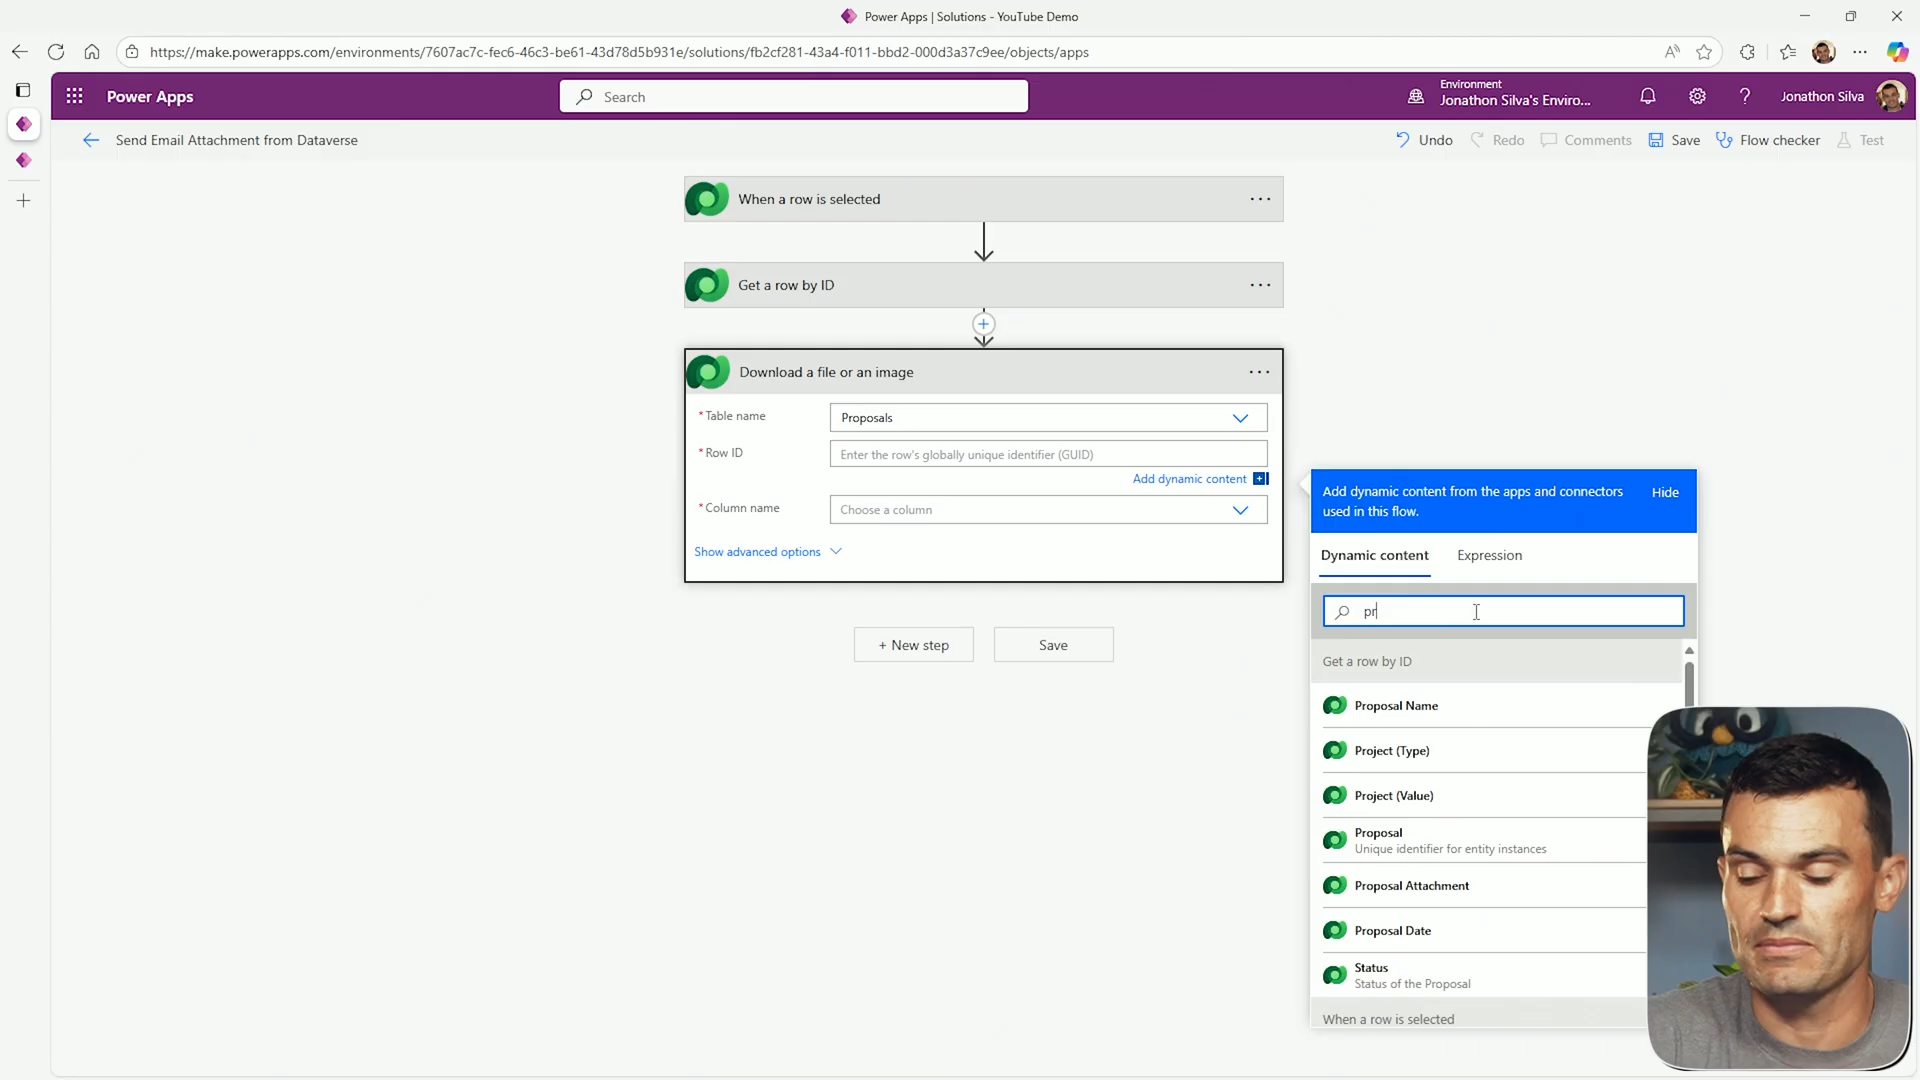 Power Apps | Solutions - YouTube Demo
https://make.powerapps.com/environments/7607ac7c-fec6-46c3-be61-43d78d5b931e/solutions/fb2cf281-43a4-f011-bbd2-000d3a37c9ee/objects/apps
Power Apps
Search
Environment
Jonathon Silva's Enviro...
Jonathon Silva
Send Email Attachment from Dataverse
Undo
Redo
Comments
Save
Flow checker
Test
When a row is selected
Get a row by ID
Download a file or an image
* Table name
Proposals
* Row ID
Enter the row's globally unique identifier (GUID)
Add dynamic content
* Column name
Choose a column
Show advanced options
+ New step
Save
Add dynamic content from the apps and connectors
used in this flow.
Hide
Dynamic content
Expression
pr
Get a row by ID
Proposal Name
Project (Type)
Project (Value)
Proposal
Unique identifier for entity instances
Proposal Attachment
Proposal Date
Status
Status of the Proposal
When a row is selected